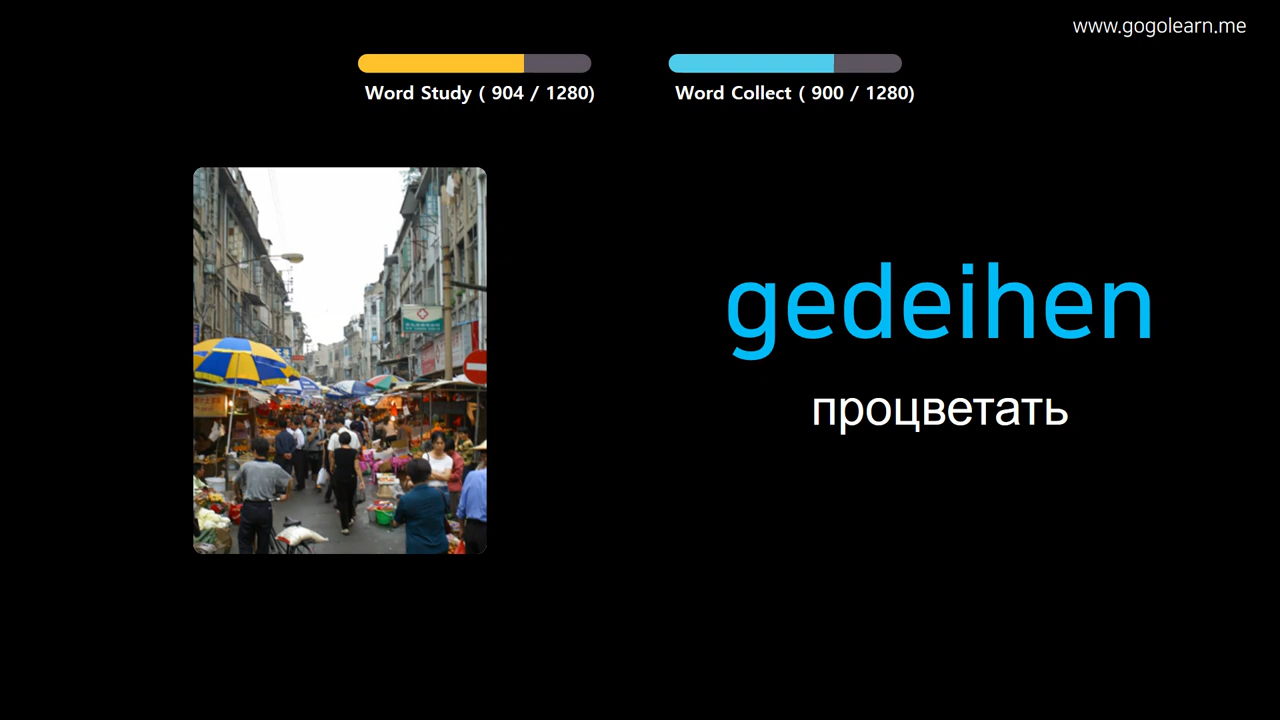 www.gogolearn.me
Word Study ( 904 / 1280)
Word Collect ( 900 / 1280)
gedeihen
процветать